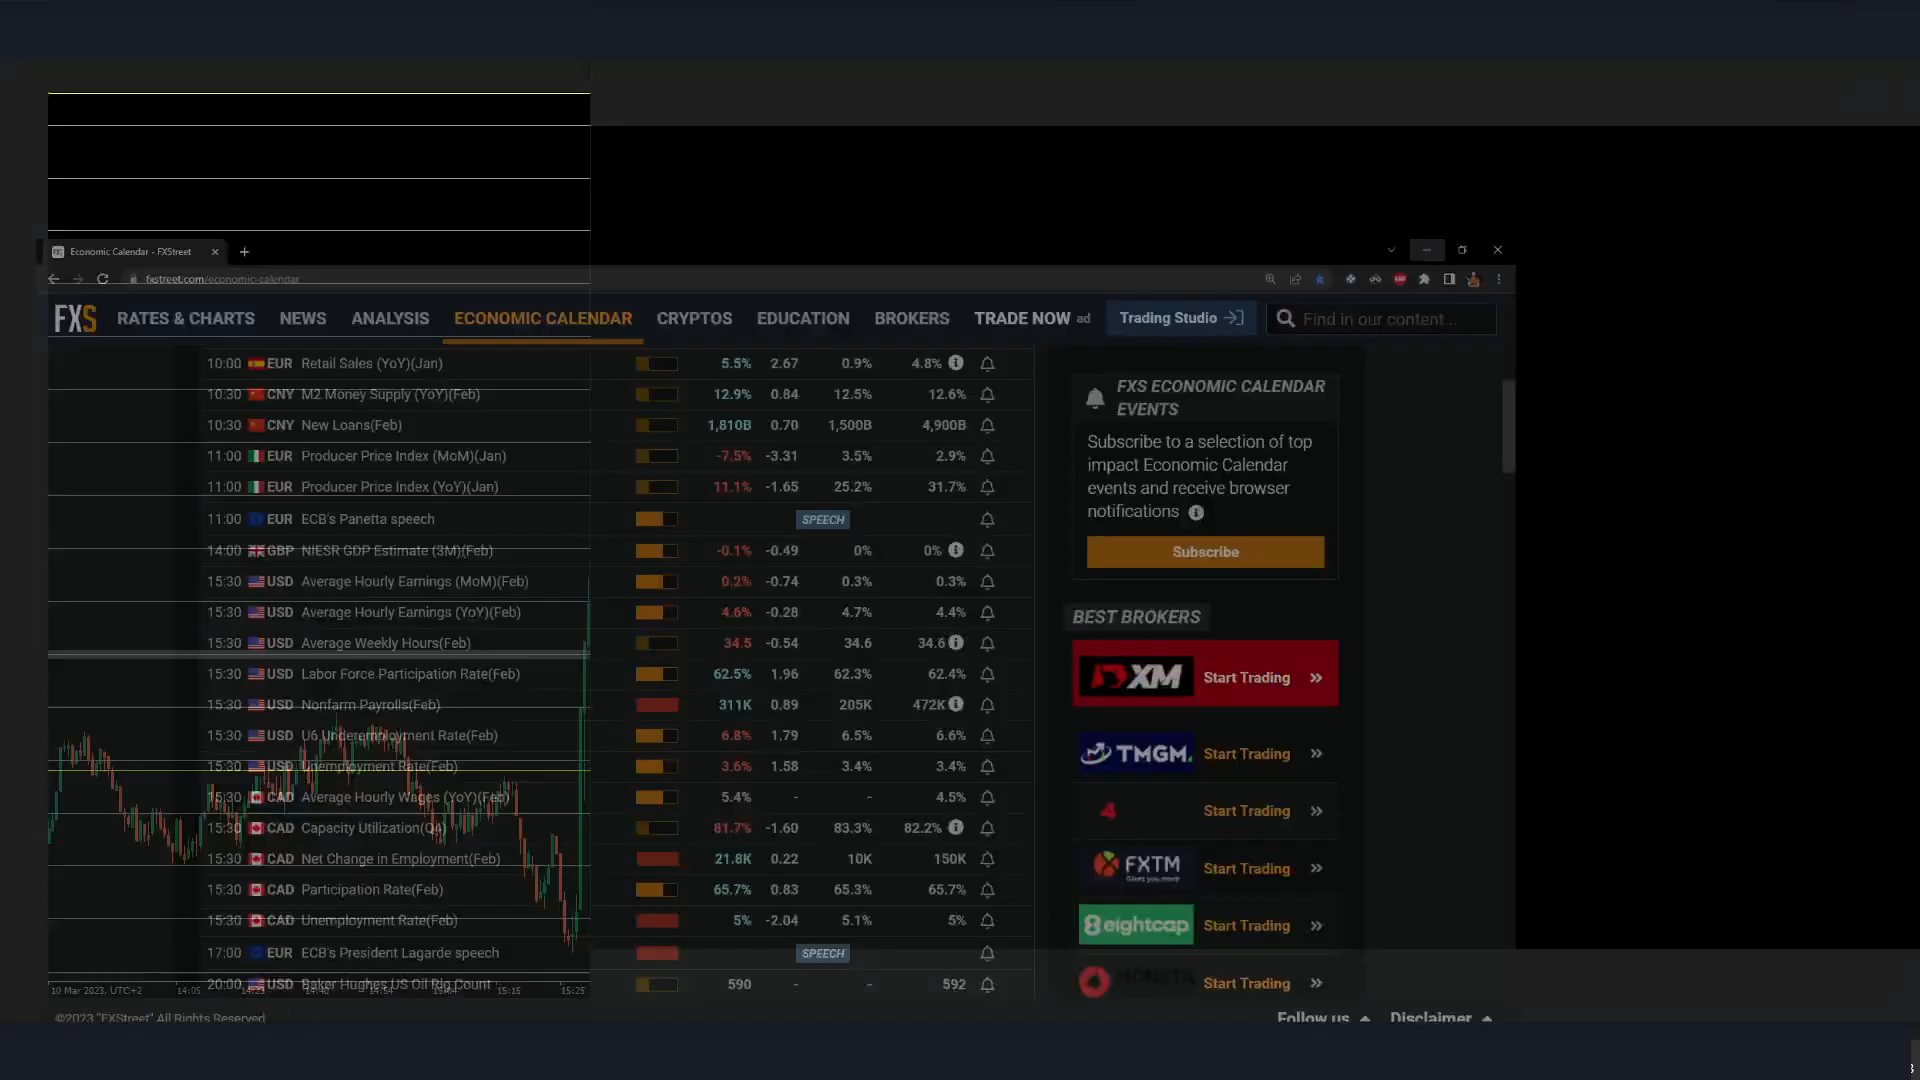 Economic Calendar - FXStreet
fxstreet.com/economic-calendar
FXS RATES & CHARTS NEWS ANALYSIS ECONOMIC CALENDAR CRYPTOS EDUCATION BROKERS TRADE NOW ad Trading Studio Find in our content...
10:00 EUR Retail Sales (YoY)(Jan) 5.5% 2.67 0.9% 4.8%
10:30 CNY M2 Money Supply (YoY)(Feb) 12.9% 0.84 12.5% 12.6%
10:30 CNY New Loans(Feb) 1,810B 0.70 1,500B 4,900B
11:00 EUR Producer Price Index (MoM)(Jan) -7.5% -3.31 3.5% 2.9%
11:00 EUR Producer Price Index (YoY)(Jan) 11.1% -1.65 25.2% 31.7%
11:00 EUR ECB's Panetta speech SPEECH
14:00 GBP NIESR GDP Estimate (3M)(Feb) -0.1% -0.49 0% 0%
15:30 USD Average Hourly Earnings (MoM)(Feb) 0.2% -0.74 0.3% 0.3%
15:30 USD Average Hourly Earnings (YoY)(Feb) 4.6% -0.28 4.7% 4.4%
15:30 USD Average Weekly Hours(Feb) 34.5 -0.54 34.6 34.6
15:30 USD Labor Force Participation Rate(Feb) 62.5% 1.96 62.3% 62.4%
15:30 USD Nonfarm Payrolls(Feb) 311K 0.89 205K 472K
15:30 USD U6 Underemployment Rate(Feb) 6.8% 1.79 6.5% 6.6%
15:30 USD Unemployment Rate(Feb) 3.6% 1.58 3.4% 3.4%
15:30 CAD Average Hourly Wages (YoY)(Feb) 5.4% - - 4.5%
15:30 CAD Capacity Utilization(Q4) 81.7% -1.60 83.3% 82.2%
15:30 CAD Net Change in Employment(Feb) 21.8K 0.22 10K 150K
15:30 CAD Participation Rate(Feb) 65.7% 0.83 65.3% 65.7%
15:30 CAD Unemployment Rate(Feb) 5% -2.04 5.1% 5%
17:00 EUR ECB's President Lagarde speech SPEECH
20:00 USD Baker Hughes US Oil Rig Count 590 - - 592
10 Mar 2023, UTC+2 14:05 15:04 15:15 15:25
©2023 "FXStreet" All Rights Reserved
FXS ECONOMIC CALENDAR
EVENTS
Subscribe to a selection of top
impact Economic Calendar
events and receive browser
notifications
Subscribe
BEST BROKERS
XM Start Trading
TMGM. Start Trading
Start Trading
FXTM Start Trading
eightcap Start Trading
MONETA Start Trading
Follow us Disclaimer